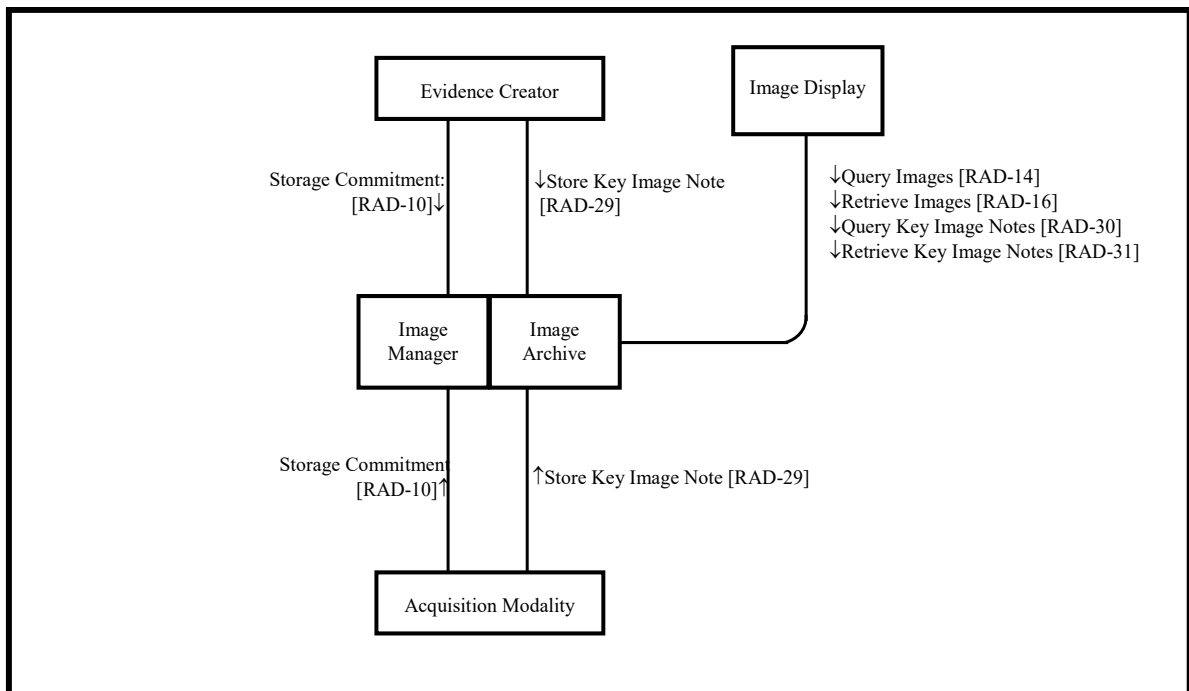 Evidence Creator
Image Display
Storage Commitment:
[RAD-10]↓
↓Store Key Image Note
[RAD-29]
↓Query Images [RAD-14]
↓Retrieve Images [RAD-16]
↓Query Key Image Notes [RAD-30]
↓Retrieve Key Image Notes [RAD-31]
Image
Manager
Image
Archive
Storage Commitment
[RAD-10]↑
↑Store Key Image Note [RAD-29]
Acquisition Modality